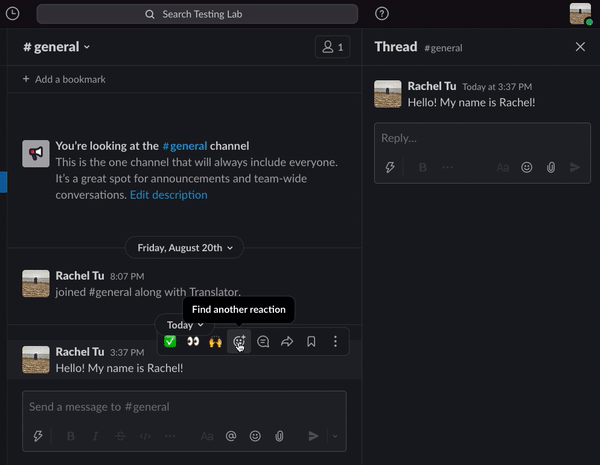 Search Testing Lab
# general
1
+ Add a bookmark
You're looking at the #general channel
This is the one channel that will always include everyone.
It's a great spot for announcements and team-wide
conversations. Edit description
Friday, August 20th
Rachel Tu 8:07 PM
joined #general along with Translator.
Find another reaction
Today
Rachel Tu 3:37 PM
Hello! My name is Rachel!
Send a message to #general
B I S </> Aa @
Thread #general
Rachel Tu Today at 3:37 PM
Hello! My name is Rachel!
Reply...
B Aa